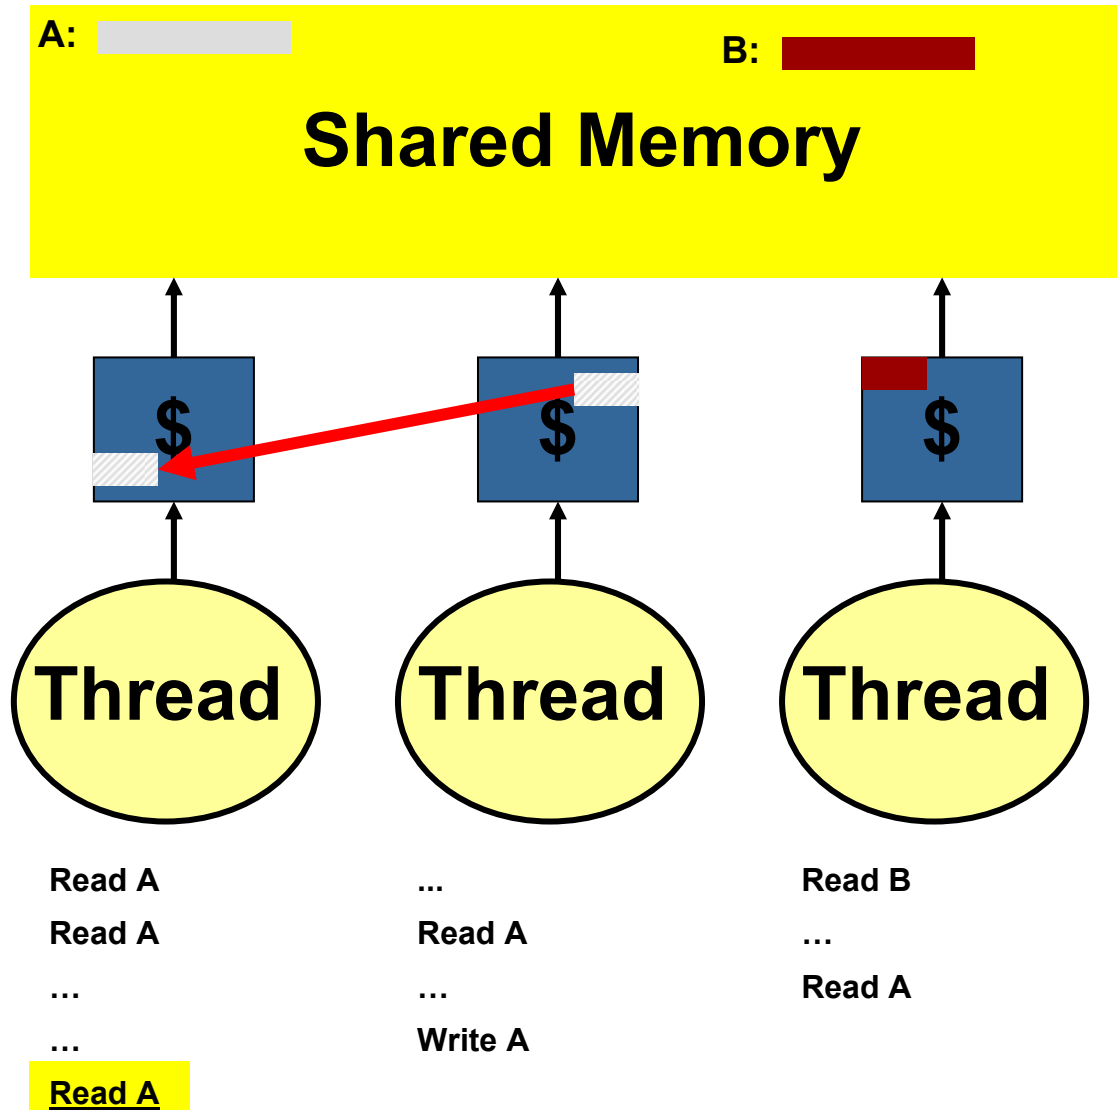 A:
B:
Shared Memory
$ $ $
Thread Thread Thread
Read A ... Read B
Read A Read A …
… … Read A
… Write A
Read A